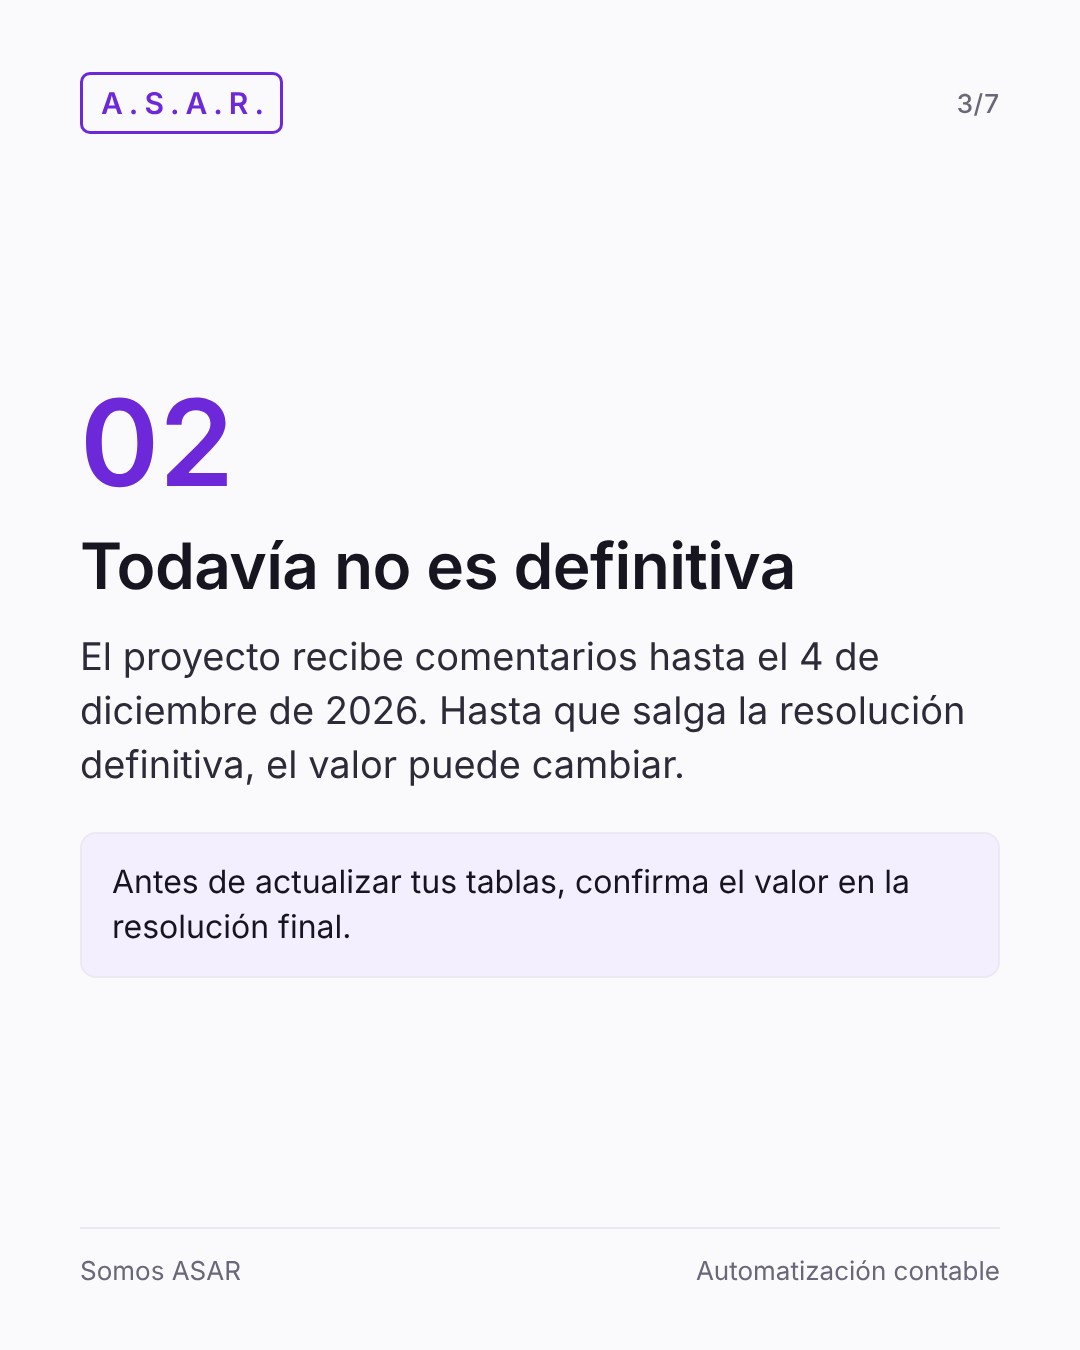 A.S.A.R.
3/7
02
Todavía no es definitiva
El proyecto recibe comentarios hasta el 4 de
diciembre de 2026. Hasta que salga la resolución
definitiva, el valor puede cambiar.
Antes de actualizar tus tablas, confirma el valor en la
resolución final.
Somos ASAR
Automatización contable